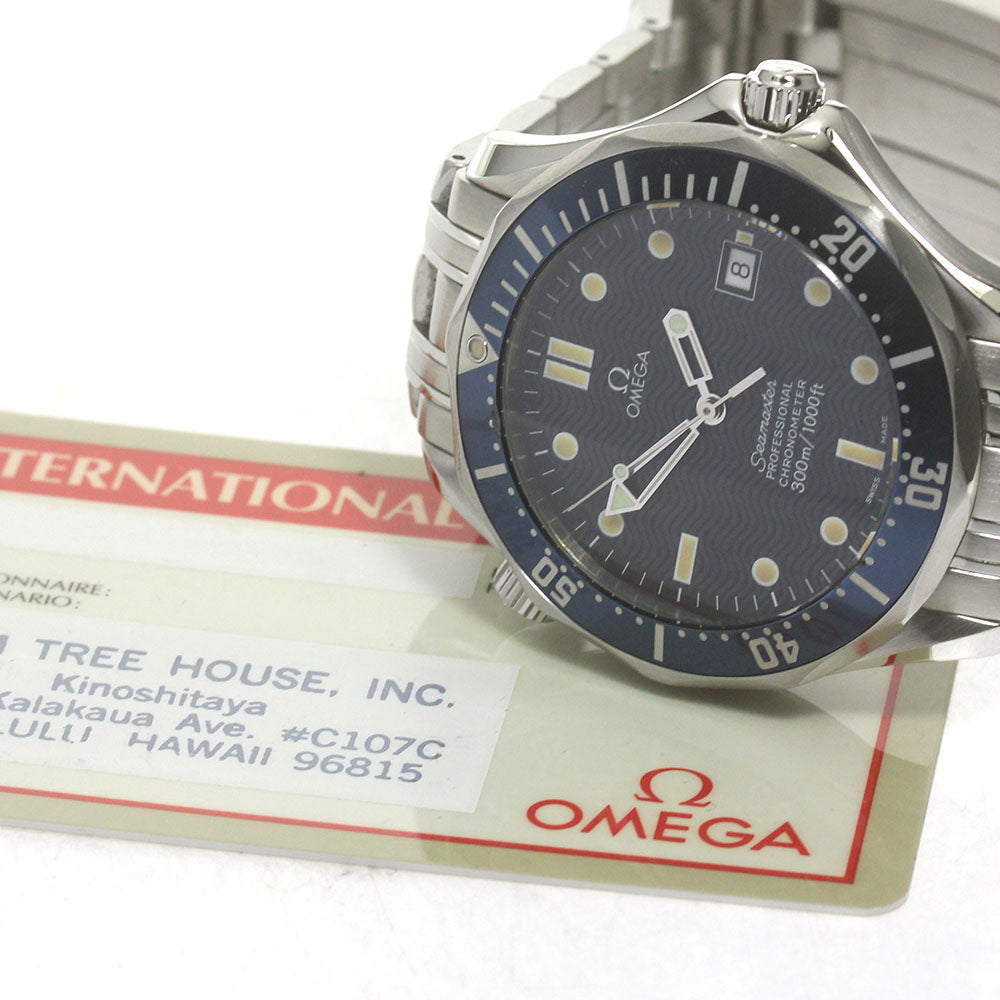 20
8
Ω
OMEGA
Seamaster
PROFESSIONAL
CHRONOMETER
300m/1000ft
SWISS MADE
30
40
50
TERNATIONAL
ONNAIRE:
NARIO:
TREE HOUSE, INC.
Kinoshitaya
Kalakaua Ave. #C107C
LULU HAWAII 96815
Ω
OMEGA